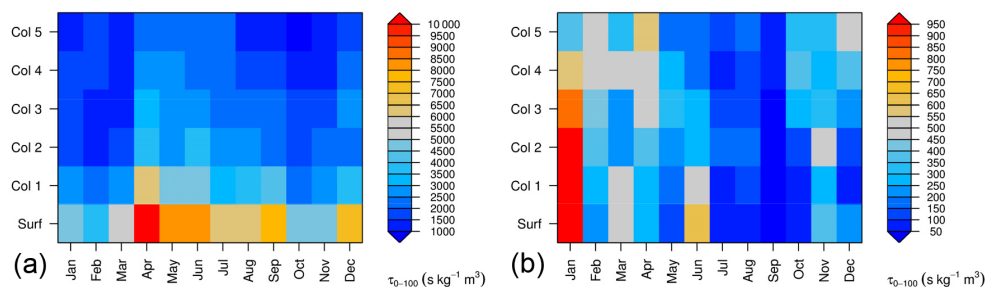 Col 5
Col 4
Col 3
Col 2
Col 1
Surf
Jan Feb Mar Apr May Jun Jul Aug Sep Oct Nov Dec
(a)
10 000
9500
9000
8500
8000
7500
7000
6500
6000
5500
5000
4500
4000
3500
3000
2500
2000
1500
1000
τ₀₋₁₀₀ (s kg⁻¹ m³)
Col 5
Col 4
Col 3
Col 2
Col 1
Surf
Jan Feb Mar Apr May Jun Jul Aug Sep Oct Nov Dec
(b)
950
900
850
800
750
700
650
600
550
500
450
400
350
300
250
200
150
100
50
τ₀₋₁₀₀ (s kg⁻¹ m³)